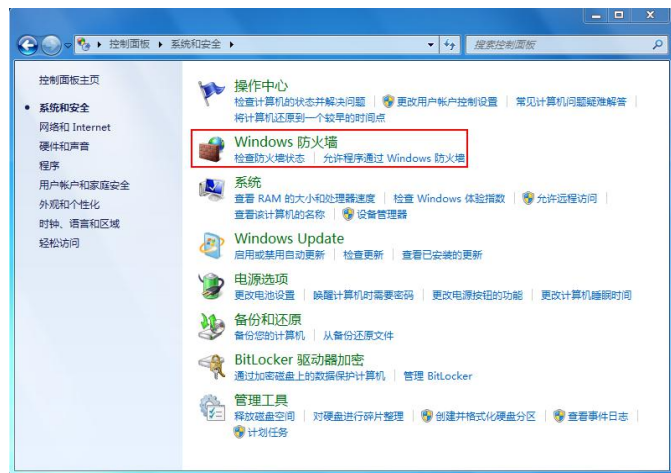 控制面板 系统和安全
搜索控制面板
控制面板主页
系统和安全
网络和 Internet
硬件和声音
程序
用户帐户和家庭安全
外观和个性化
时钟、语言和区域
轻松访问
操作中心
检查计算机的状态并解决问题 更改用户帐户控制设置 常见计算机问题疑难解答
将计算机还原到一个较早的时间点
Windows 防火墙
检查防火墙状态 允许程序通过 Windows 防火墙
系统
查看 RAM 的大小和处理器速度 检查 Windows 体验指数 允许远程访问
查看该计算机的名称 设备管理器
Windows Update
启用或禁用自动更新 检查更新 查看已安装的更新
电源选项
更改电池设置 唤醒计算机时需要密码 更改电源按钮的功能 更改计算机睡眠时间
备份和还原
备份您的计算机 从备份还原文件
BitLocker 驱动器加密
通过加密磁盘上的数据保护计算机 管理 BitLocker
管理工具
释放磁盘空间 对硬盘进行碎片整理 创建并格式化硬盘分区 查看事件日志
计划任务